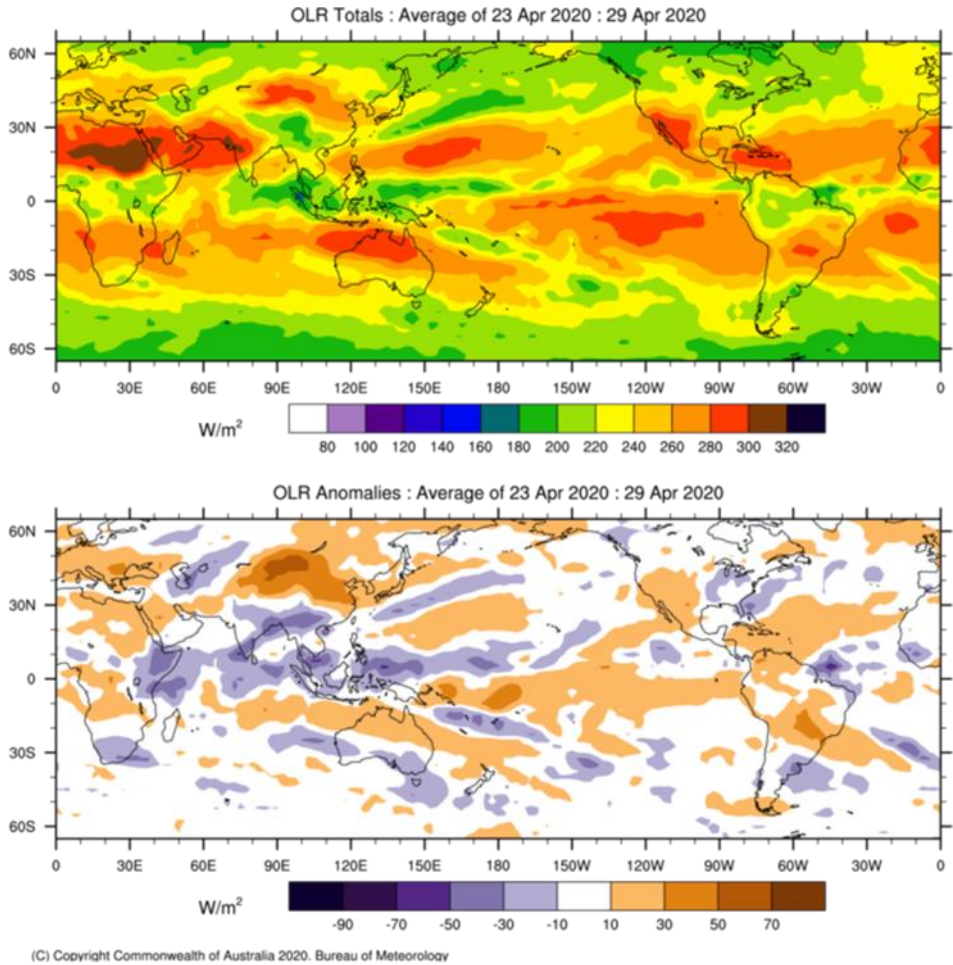 OLR Totals : Average of 23 Apr 2020 : 29 Apr 2020
60N
30N
0
30S
60S
0 30E 60E 90E 120E 150E 180 150W 120W 90W 60W 30W 0
W/m²
80 100 120 140 160 180 200 220 240 260 280 300 320
OLR Anomalies : Average of 23 Apr 2020 : 29 Apr 2020
60N
30N
0
30S
60S
0 30E 60E 90E 120E 150E 180 150W 120W 90W 60W 30W 0
W/m²
-90 -70 -50 -30 -10 10 30 50 70
(C) Copyright Commonwealth of Australia 2020. Bureau of Meteorology